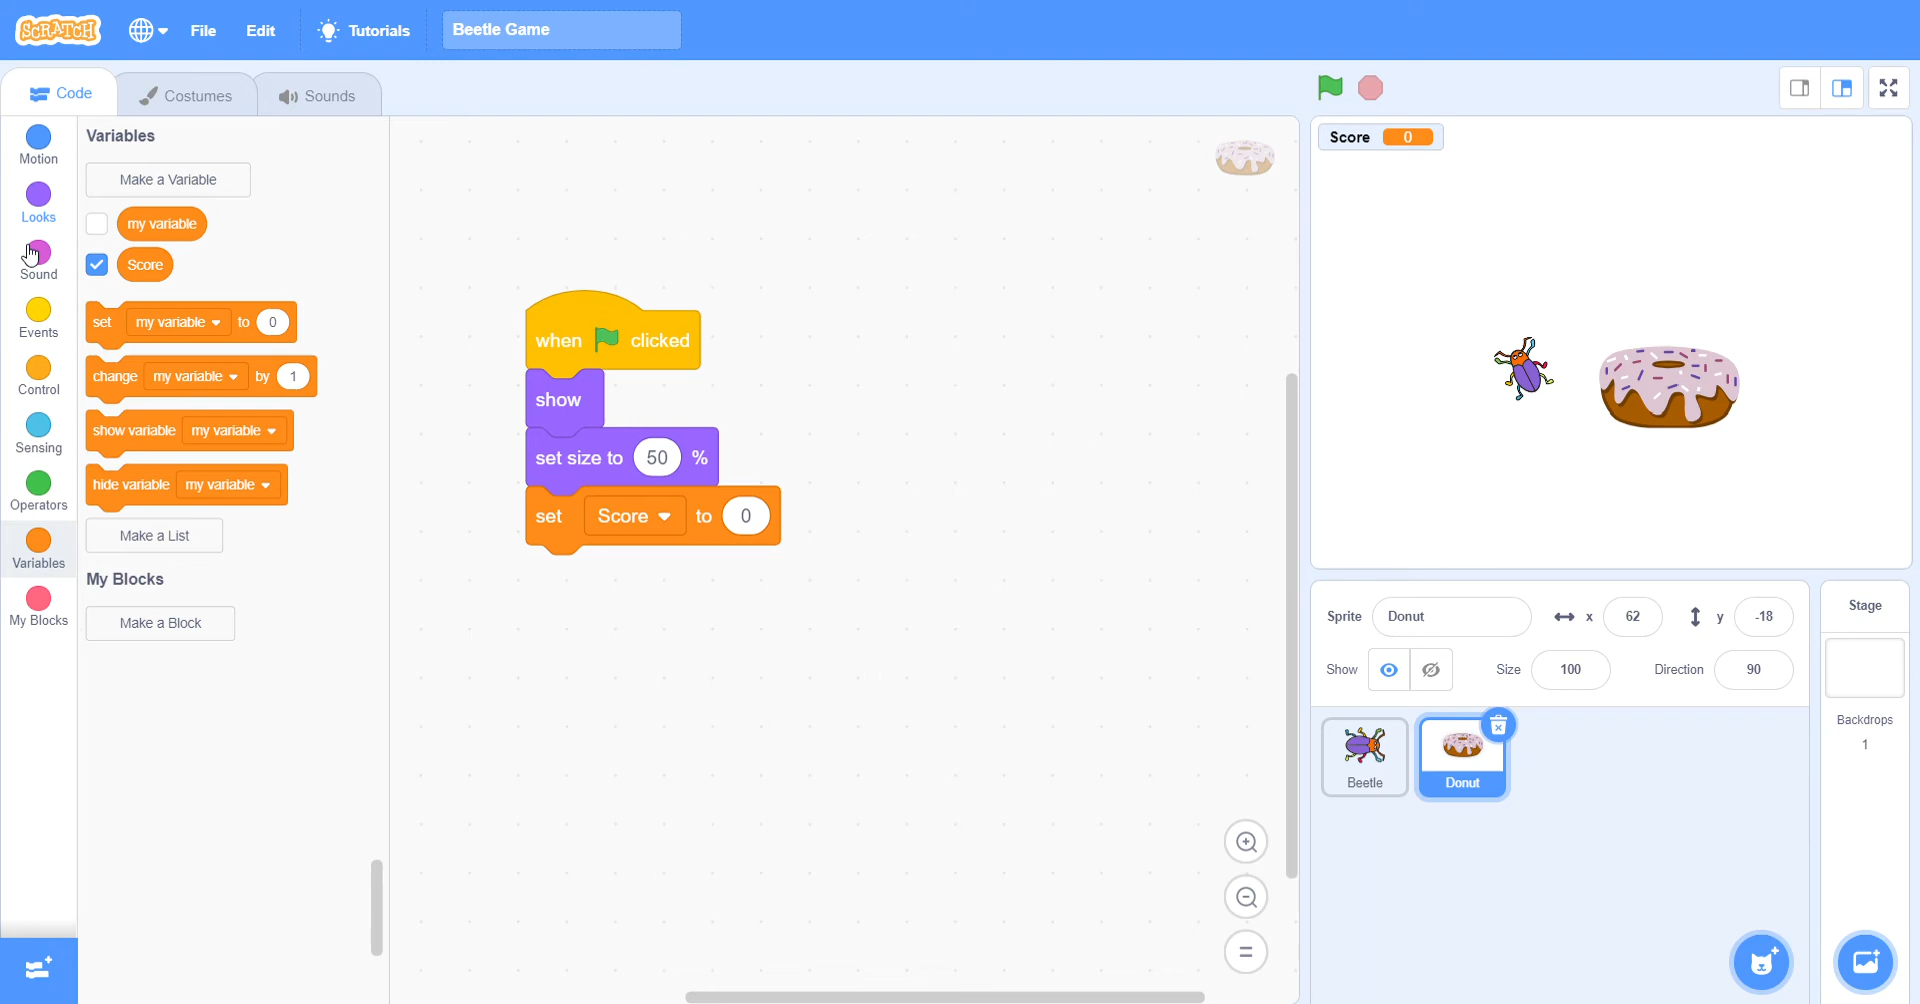 SCRATCH File Edit Tutorials Beetle Game
Code Costumes Sounds
Motion
Looks
Sound
Events
Control
Sensing
Operators
Variables
My Blocks
Variables
Make a Variable
my variable
Score
set my variable to 0
change my variable by 1
show variable my variable
hide variable my variable
Make a List
My Blocks
Make a Block
when clicked
show
set size to 50 %
set Score to 0
Score 0
Sprite Donut x 62 y -18
Show Size 100 Direction 90
Beetle
Donut
Stage
Backdrops
1